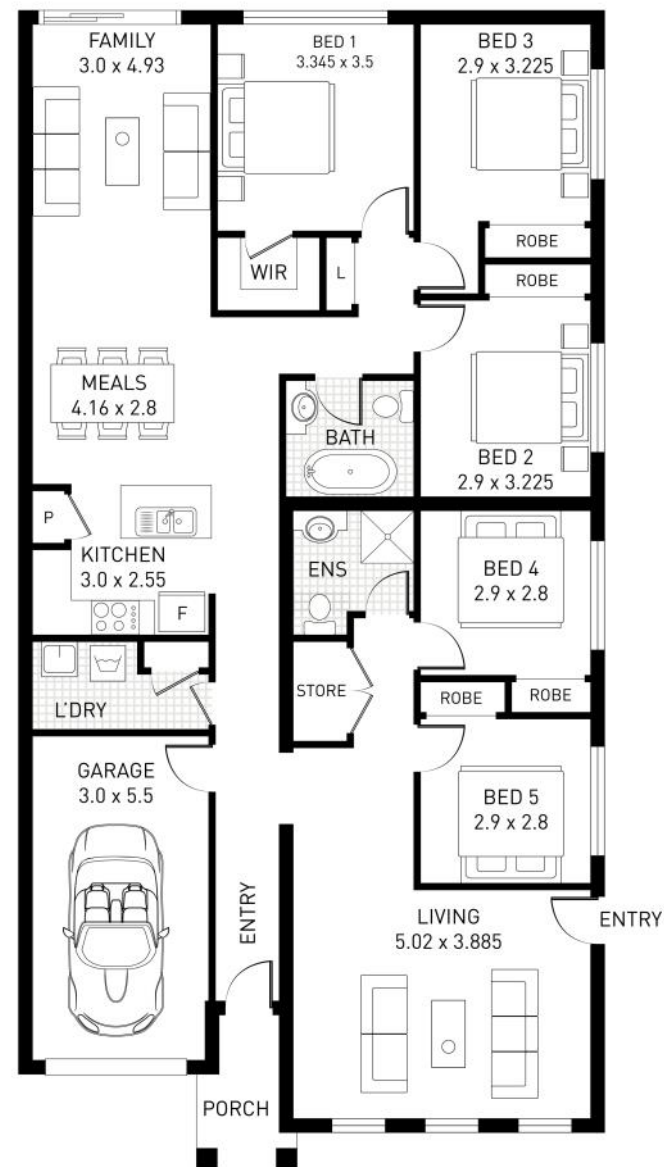 FAMILY
3.0 x 4.93
BED 1
3.345 x 3.5
BED 3
2.9 x 3.225
WIR
L
ROBE
ROBE
MEALS
4.16 x 2.8
BATH
BED 2
2.9 x 3.225
P
KITCHEN
3.0 x 2.55
F
ENS
BED 4
2.9 x 2.8
L'DRY
STORE
ROBE
ROBE
GARAGE
3.0 x 5.5
BED 5
2.9 x 2.8
ENTRY
LIVING
5.02 x 3.885
ENTRY
PORCH